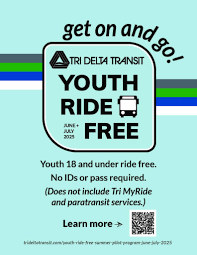 get on and go!
TRI DELTA TRANSIT
YOUTH
RIDE
JUNE +
JULY
2025
FREE
Youth 18 and under ride free.
No IDs or pass required.
(Does not include Tri MyRide
and paratransit services.)
Learn more
trideltatransit.com/youth-ride-free-summer-pilot-program-june-july-2025